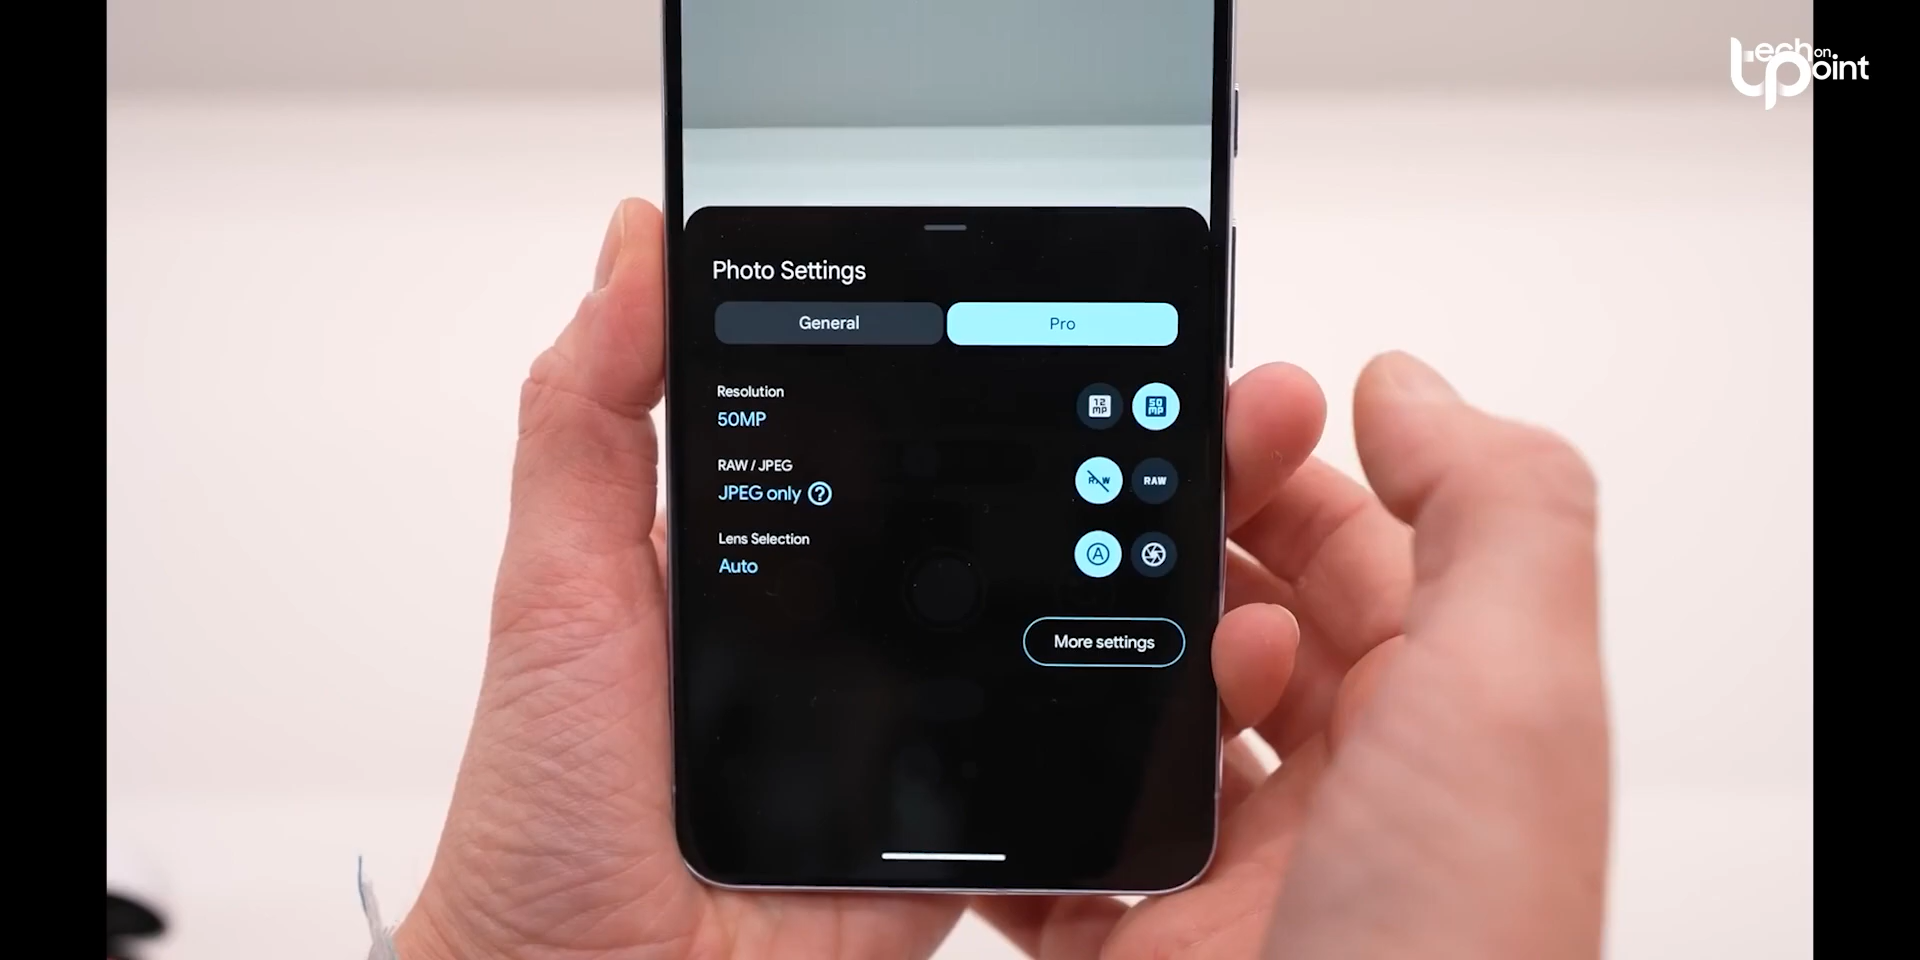 Tech on Point
Photo Settings
General
Pro
Resolution
50MP
12 MP
50 MP
RAW / JPEG
JPEG only ?
RAW
RAW
Lens Selection
Auto
A
More settings